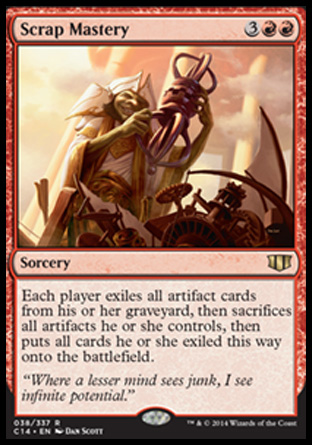 Scrap Mastery 3
Sorcery
Each player exiles all artifact cards
from his or her graveyard, then sacrifices
all artifacts he or she controls, then
puts all cards he or she exiled this way
onto the battlefield.
“Where a lesser mind sees junk, I see
infinite potential.”
038/337 R
C14 • EN Dan Scott
™ & © 2014 Wizards of the Coast